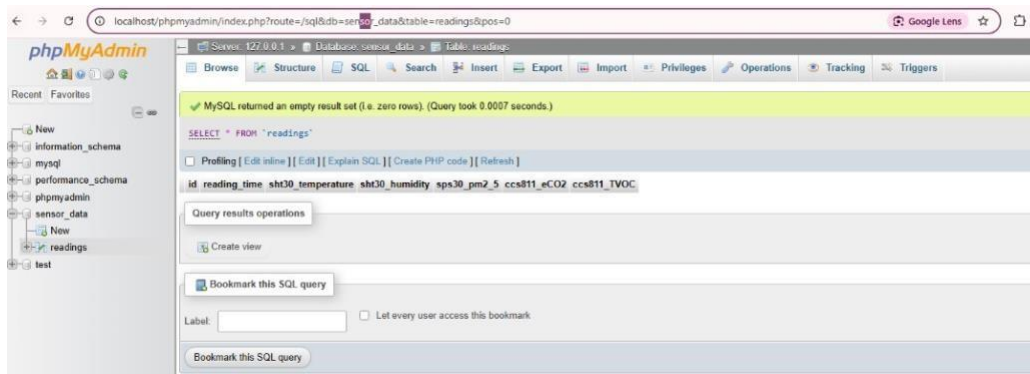 localhost/phpmyadmin/index.php?route=/sql&db=sensor_data&table=readings&pos=0
Google Lens
phpMyAdmin
Recent Favorites
New
information_schema
mysql
performance_schema
phpmyadmin
sensor_data
New
readings
test
Server: 127.0.0.1 » Database: sensor_data » Table: readings
Browse Structure SQL Search Insert Export Import Privileges Operations Tracking Triggers
MySQL returned an empty result set (i.e. zero rows). (Query took 0.0007 seconds.)
SELECT * FROM `readings`
Profiling [ Edit inline ] [ Edit ] [ Explain SQL ] [ Create PHP code ] [ Refresh ]
id reading_time sht30_temperature sht30_humidity sps30_pm2_5 ccs811_eCO2 ccs811_TVOC
Query results operations
Create view
Bookmark this SQL query
Label: Let every user access this bookmark
Bookmark this SQL query